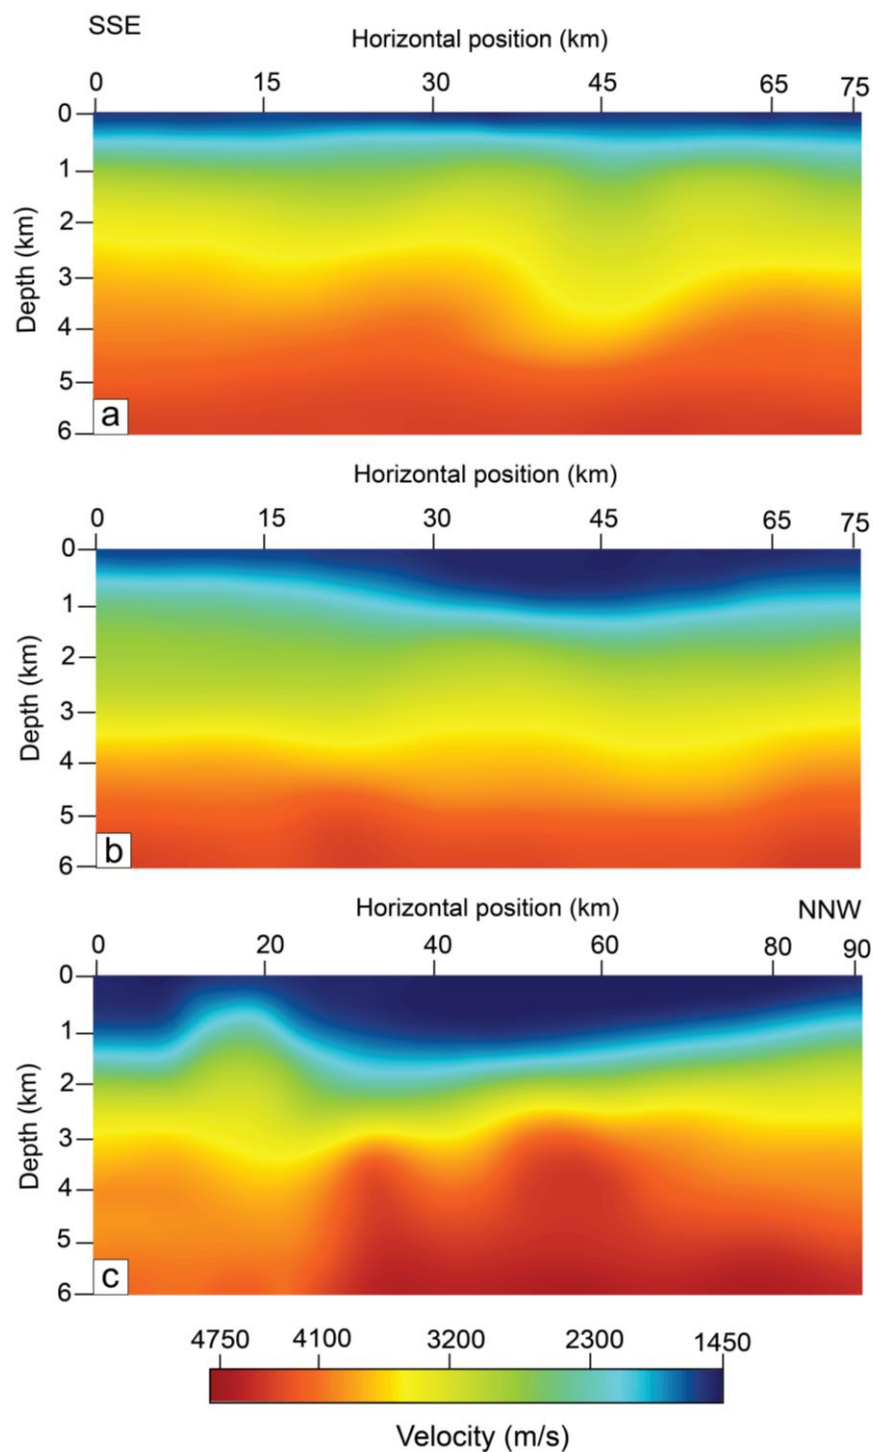 SSE
Horizontal position (km)
0 15 30 45 65 75
Depth (km)
0
1
2
3
4
5
6
a
Horizontal position (km)
0 15 30 45 65 75
Depth (km)
0
1
2
3
4
5
6
b
Horizontal position (km)
NNW
0 20 40 60 80 90
Depth (km)
0
1
2
3
4
5
6
c
4750 4100 3200 2300 1450
Velocity (m/s)